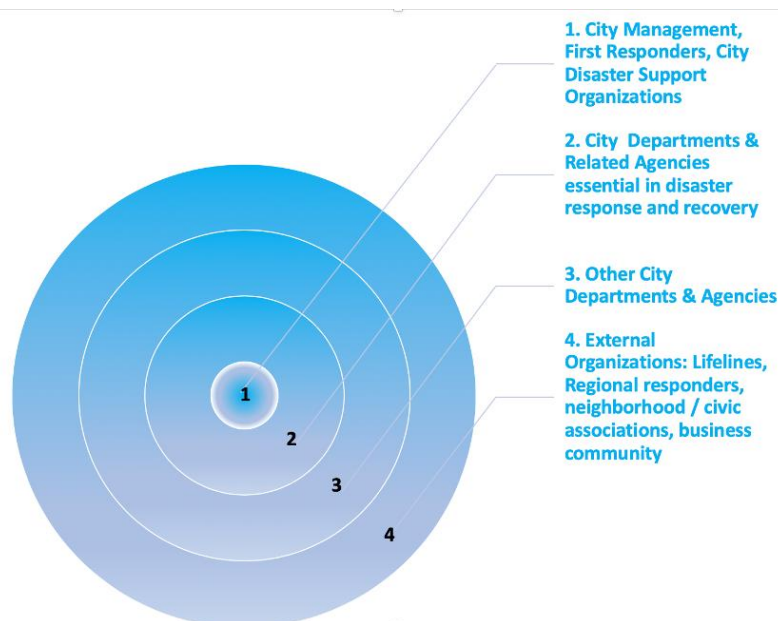 1. City Management,
First Responders, City
Disaster Support
Organizations
2. City Departments &
Related Agencies
essential in disaster
response and recovery
3. Other City
Departments & Agencies
4. External
Organizations: Lifelines,
Regional responders,
neighborhood / civic
associations, business
community
1
2
3
4